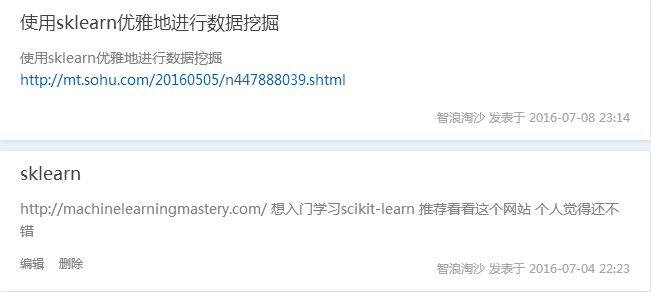 使用sklearn优雅地进行数据挖掘
使用sklearn优雅地进行数据挖掘
http://mt.sohu.com/20160505/n447888039.shtml
智浪淘沙 发表于 2016-07-08 23:14
sklearn
http://machinelearningmastery.com/ 想入门学习scikit-learn 推荐看看这个网站 个人觉得还不
错
编辑 删除
智浪淘沙 发表于 2016-07-04 22:23